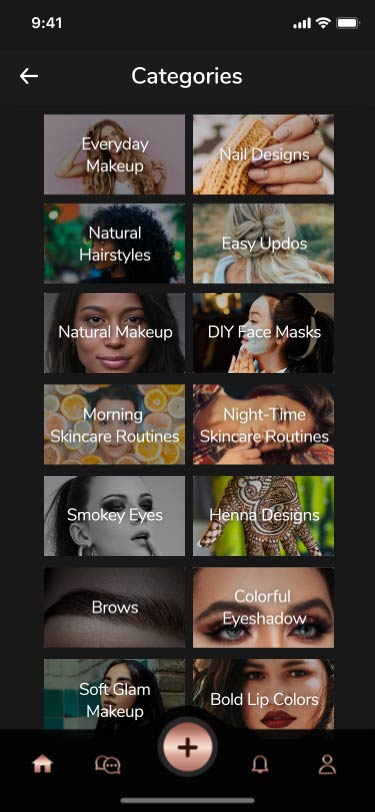 9:41
Categories
Everyday
Makeup
Nail Designs
Natural
Hairstyles
Easy Updos
Natural Makeup
DIY Face Masks
Morning
Skincare Routines
Night-Time
Skincare Routines
Smokey Eyes
Henna Designs
Brows
Colorful
Eyeshadow
Soft Glam
Makeup
Bold Lip Colors